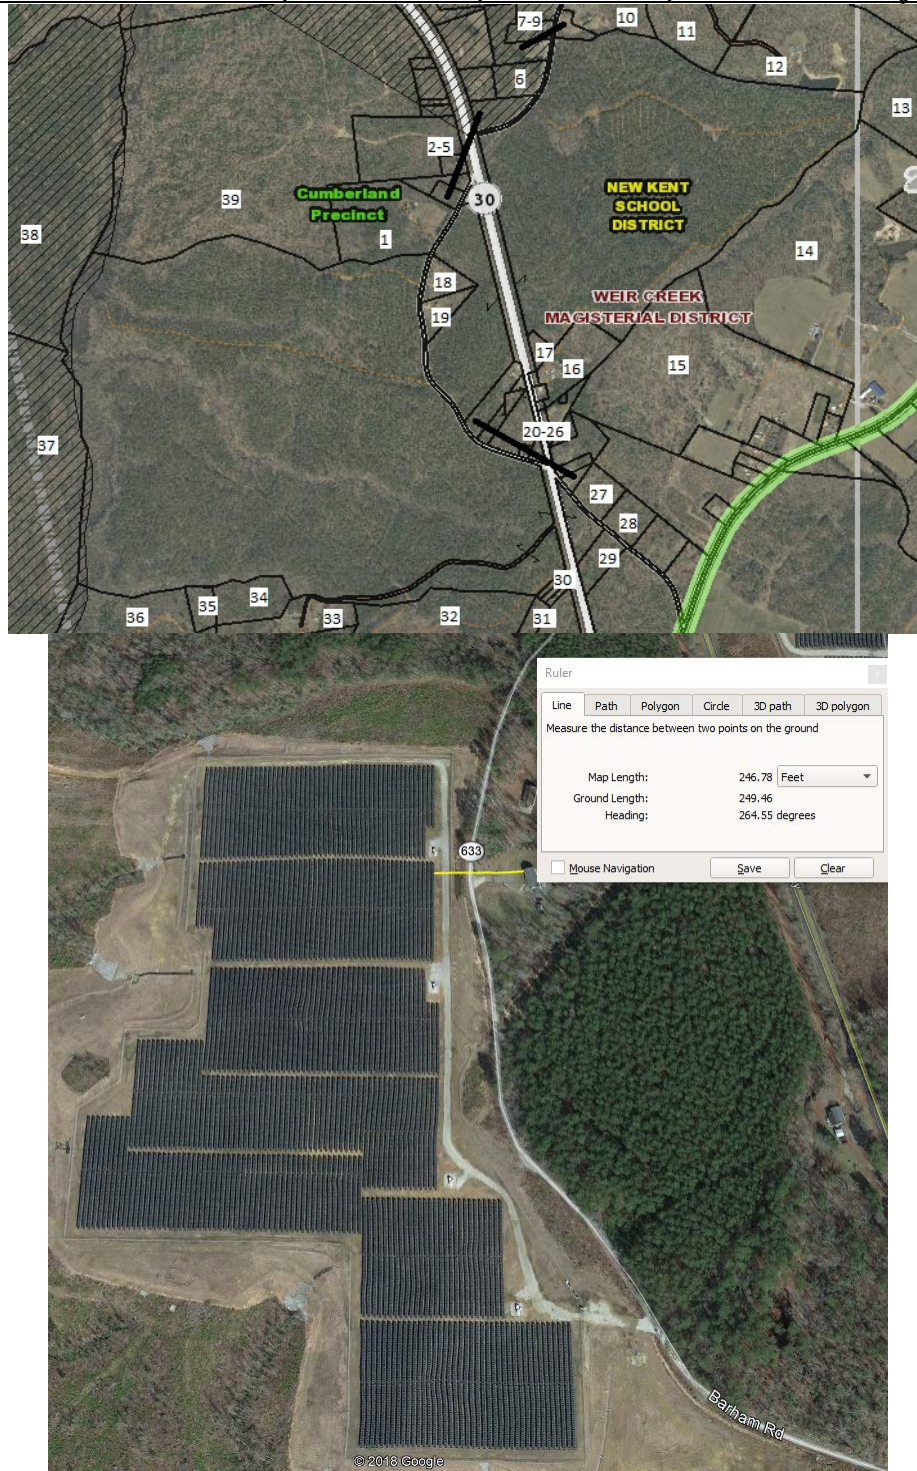 7-9
10
11
12
6
13
2-5
39
30
Cumberland
Precinct
NEW KENT
SCHOOL
DISTRICT
38
1
14
18
WEIR CREEK
MAGISTERIAL DISTRICT
19
17
16
15
20-26
37
27
28
29
30
36
35
34
33
32
31
Ruler
Line Path Polygon Circle 3D path 3D polygon
Measure the distance between two points on the ground
Map Length: 246.78 Feet
Ground Length: 249.46
Heading: 264.55 degrees
Mouse Navigation Save Clear
633
Barham Rd
© 2018 Google